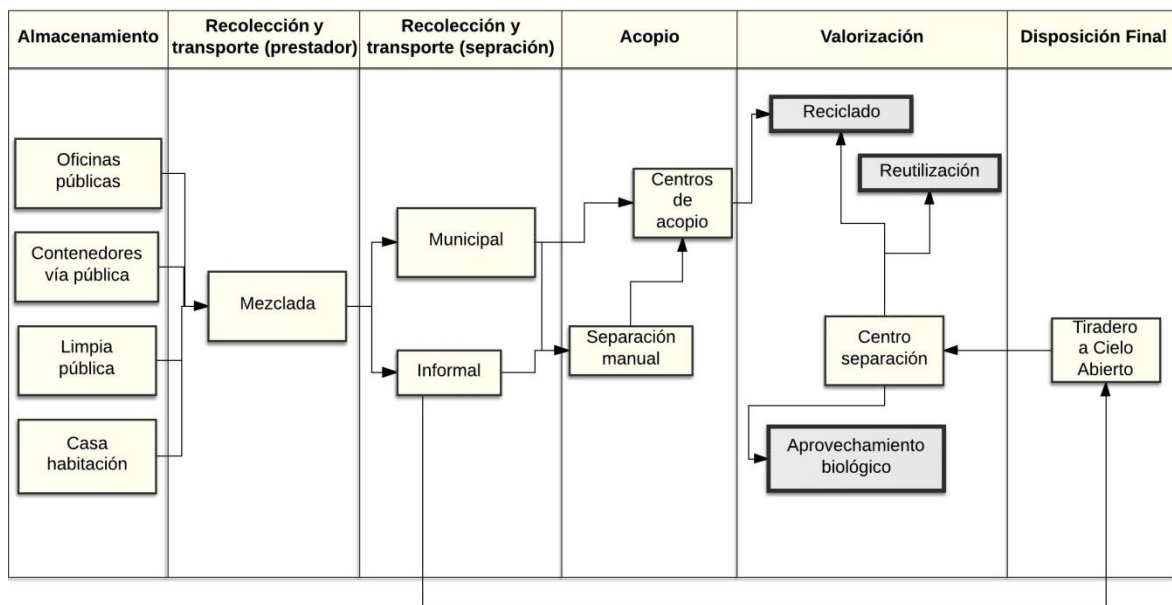 Almacenamiento
Recolección y
transporte (prestador)
Recolección y
transporte (sepración)
Acopio
Valorización
Disposición Final
Oficinas
públicas
Contenedores
vía pública
Limpia
pública
Casa
habitación
Mezclada
Municipal
Informal
Centros
de
acopio
Separación
manual
Reciclado
Reutilización
Centro
separación
Aprovechamiento
biológico
Tiradero
a Cielo
Abierto